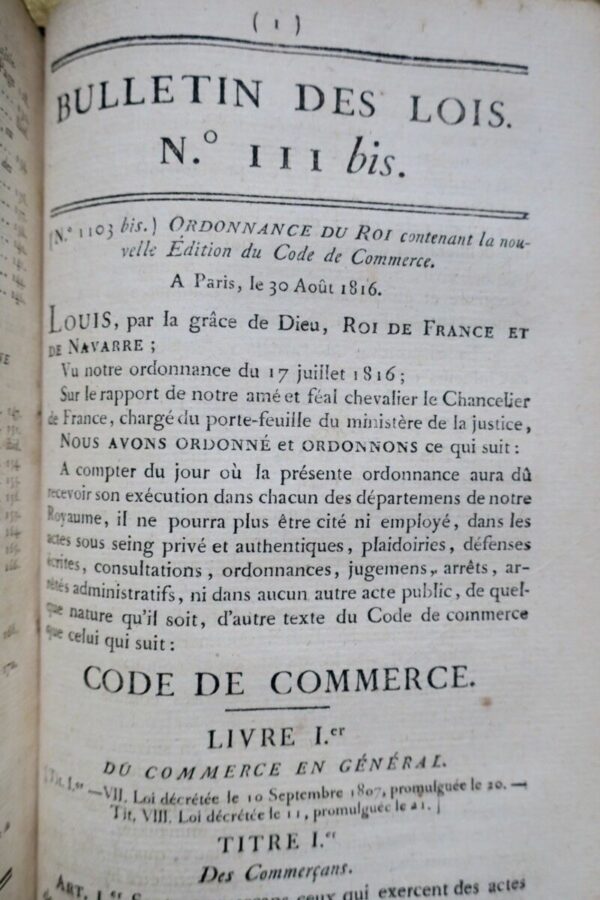 ( 1 )
BULLETIN DES LOIS.
N.º 111 bis.
(N.º 1103 bis.) ORDONNANCE DU ROI contenant la nou-
velle Édition du Code de Commerce.
A Paris, le 30 Août 1816.
LOUIS, par la grâce de Dieu, ROI DE FRANCE ET
DE NAVARRE ;
Vu notre ordonnance du 17 juillet 1816 ;
Sur le rapport de notre amé et féal chevalier le Chancelier
de France, chargé du porte-feuille du ministère de la justice,
NOUS AVONS ORDONNÉ et ORDONNONS ce qui suit :
A compter du jour où la présente ordonnance aura dû
recevoir son exécution dans chacun des départemens de notre
Royaume, il ne pourra plus être cité ni employé, dans les
actes sous seing privé et authentiques, plaidoiries, défenses
écrites, consultations, ordonnances, jugemens, arrêts, ar-
rêtés administratifs, ni dans aucun autre acte public, de quel-
que nature qu'il soit, d'autre texte du Code de commerce
que celui qui suit :
CODE DE COMMERCE.
LIVRE I.er
DU COMMERCE EN GÉNÉRAL.
[Tit. I.er —VII. Loi décrétée le 10 Septembre 1807, promulguée le 20. —
Tit. VIII. Loi décrétée le 11, promulguée le 21.]
TITRE I.er
Des Commerçans.
ART. I.er S ceux qui exercent des actes